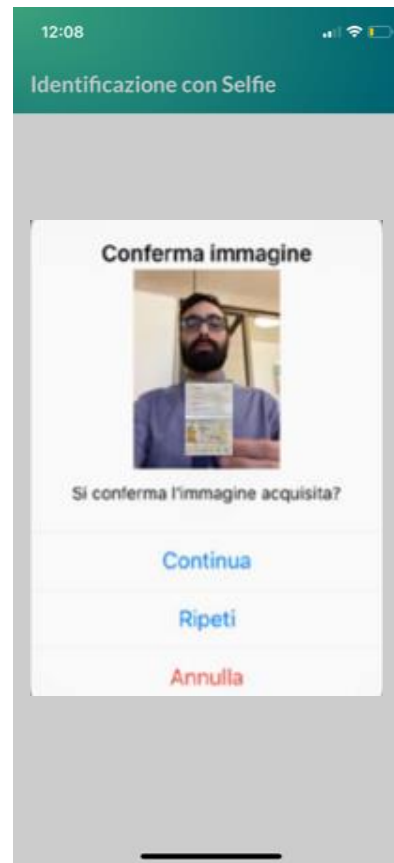 12:08
Identificazione con Selfie
Conferma immagine
Si conferma l'immagine acquisita?
Continua
Ripeti
Annulla